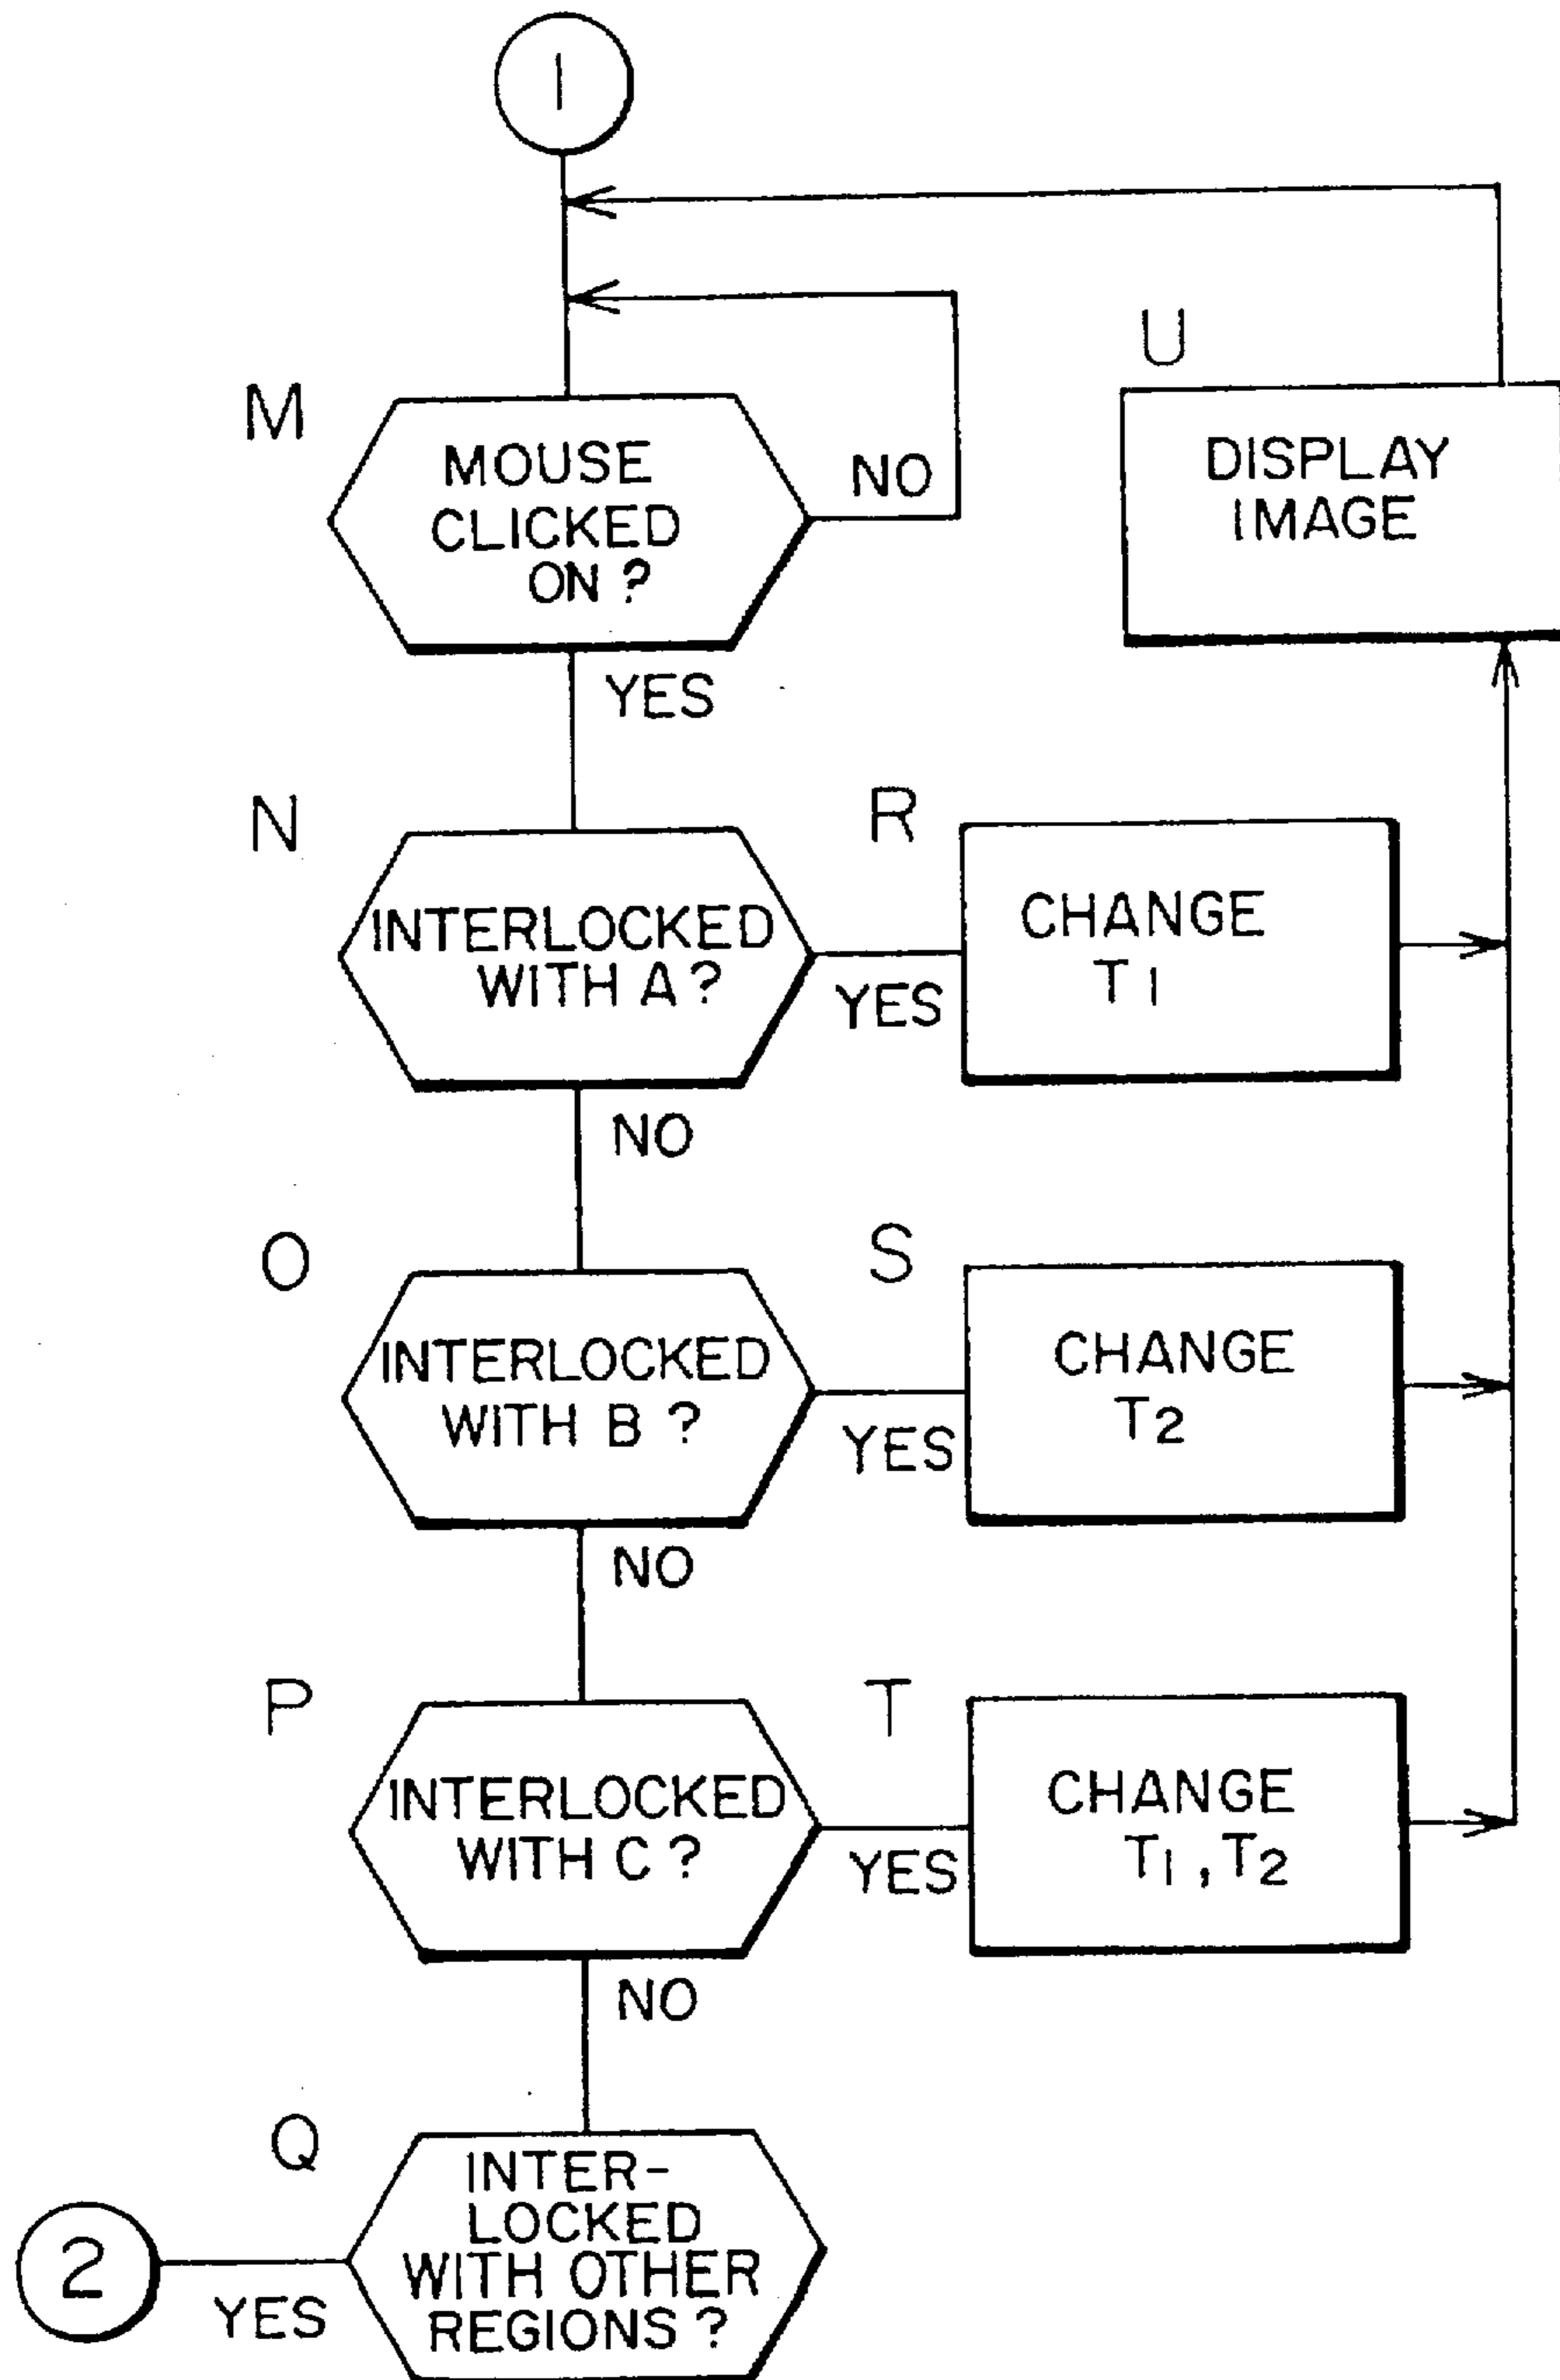 1
U
M
MOUSE
CLICKED
ON ?
NO
DISPLAY
IMAGE
YES
N
INTERLOCKED
WITH A ?
YES
R
CHANGE
T1
NO
O
INTERLOCKED
WITH B ?
YES
S
CHANGE
T2
NO
P
INTERLOCKED
WITH C ?
YES
T
CHANGE
T1, T2
NO
Q
INTER-
LOCKED
WITH OTHER
REGIONS ?
YES
2